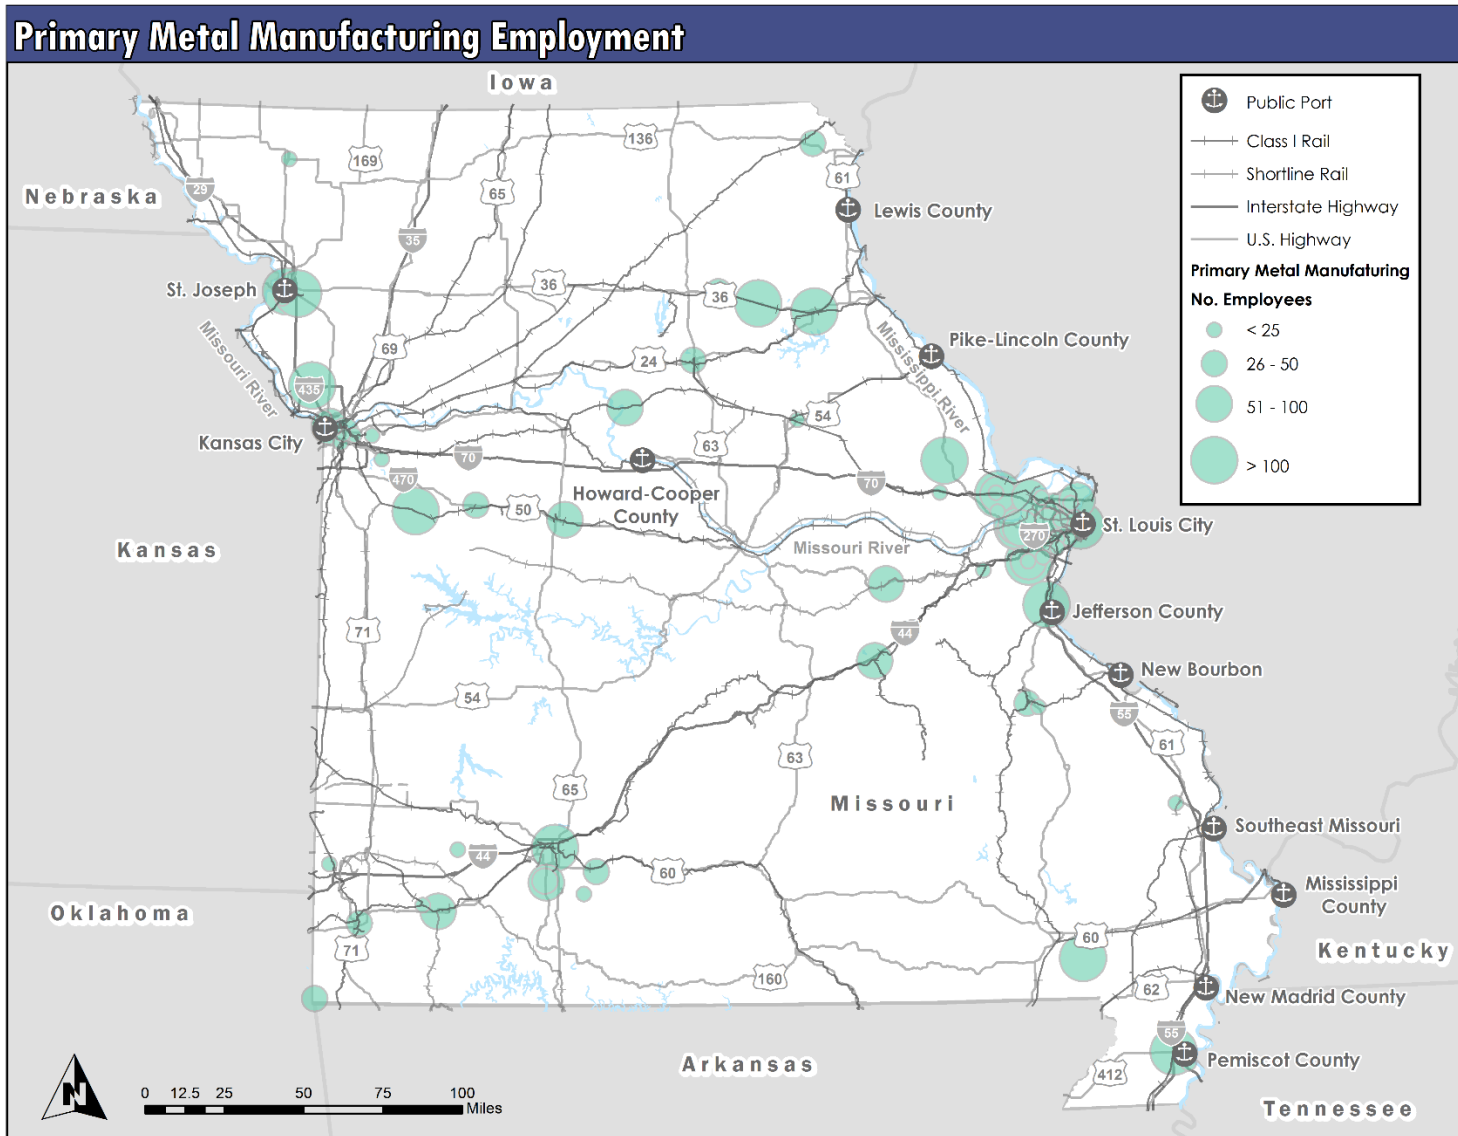 Primary Metal Manufacturing Employment
Iowa
Public Port
Class I Rail
Shortline Rail
Interstate Highway
U.S. Highway
Primary Metal Manufaturing
No. Employees
< 25
26 - 50
51 - 100
> 100
136
169
61
Nebraska
29
65
Lewis County
35
St. Joseph
36
36
Missouri River
69
24
Mississippi River
Pike-Lincoln County
435
54
Kansas City
63
70
70
470
Howard-Cooper
County
50
St. Louis City
270
Kansas
Missouri River
Jefferson County
71
44
New Bourbon
54
55
61
63
65
Missouri
Southeast Missouri
44
60
Mississippi
County
Oklahoma
60
71
Kentucky
160
62
New Madrid County
55
Pemiscot County
Arkansas
412
N
0 12.5 25 50 75 100
Miles
Tennessee